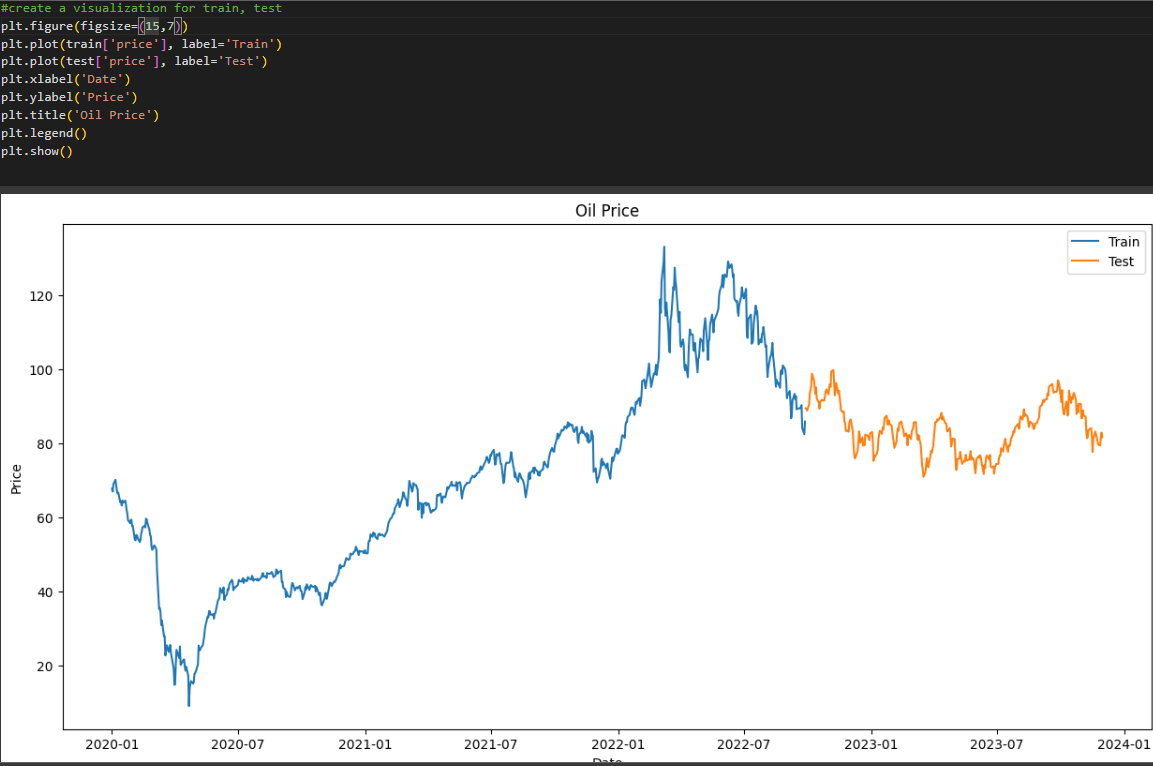 #create a visualization for train, test
plt.figure(figsize=(15,7))
plt.plot(train['price'], label='Train')
plt.plot(test['price'], label='Test')
plt.xlabel('Date')
plt.ylabel('Price')
plt.title('Oil Price')
plt.legend()
plt.show()
Oil Price
Train
Test
120
100
80
60
40
20
Price
2020-01 2020-07 2021-01 2021-07 2022-01 2022-07 2023-01 2023-07 2024-01
Date